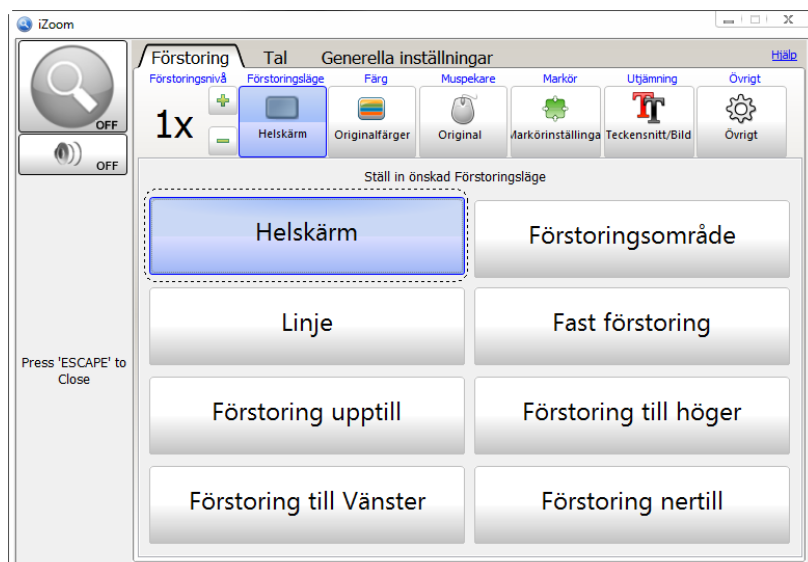 iZoom
OFF
OFF
Press 'ESCAPE' to
Close
Förstoring
Tal
Generella inställningar
Hjälp
Förstoringsnivå
Förstoringsläge
Färg
Muspekare
Markör
Utjämning
Övrigt
1x
Helskärm
Originalfärger
Original
Markörinställinga
Teckensnitt/Bild
Övrigt
Ställ in önskad Förstoringsläge
Helskärm
Förstoringsområde
Linje
Fast förstoring
Förstoring upptill
Förstoring till höger
Förstoring till Vänster
Förstoring nertill